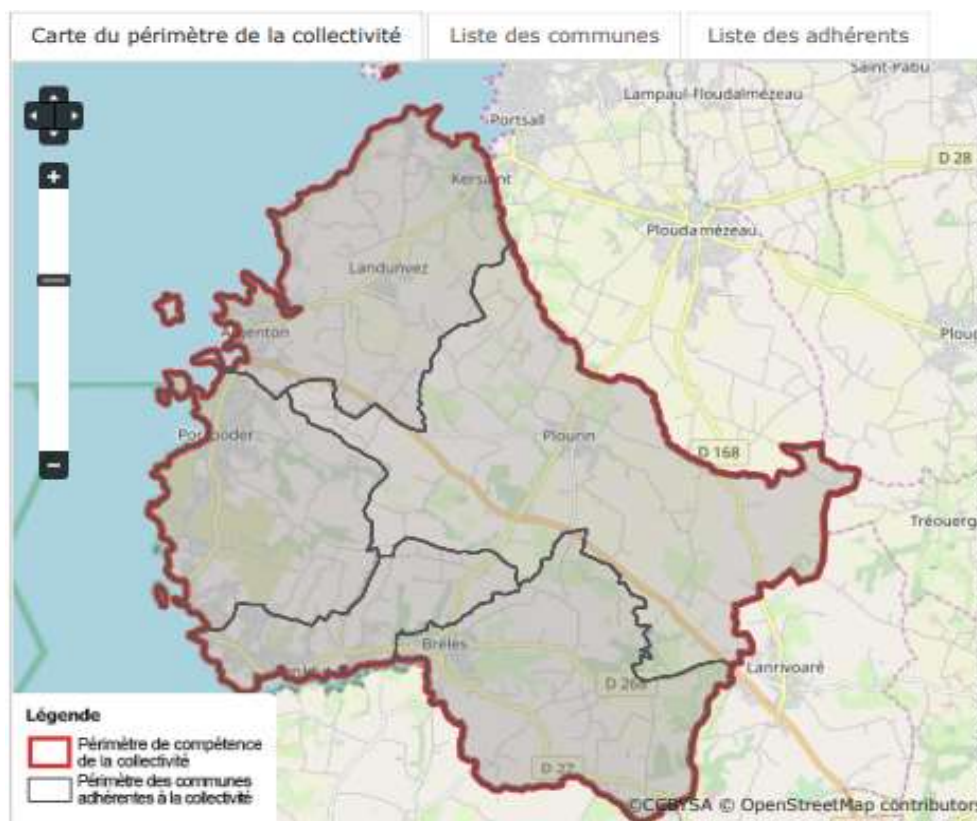 Carte du périmètre de la collectivité
Liste des communes
Liste des adhérents
Saint-Pabu
Lampaul-Ploudalmézeau
Portsall
D 28
Kersaint
Ploudalmézeau
Landunvez
Argenton
Porspoder
Plourin
D 168
Tréouerg
Brélès
Lanrivoaré
D 268
D 27
Légende
Périmètre de compétence
de la collectivité
Périmètre des communes
adhérentes à la collectivité
©CCBYSA © OpenStreetMap contributors